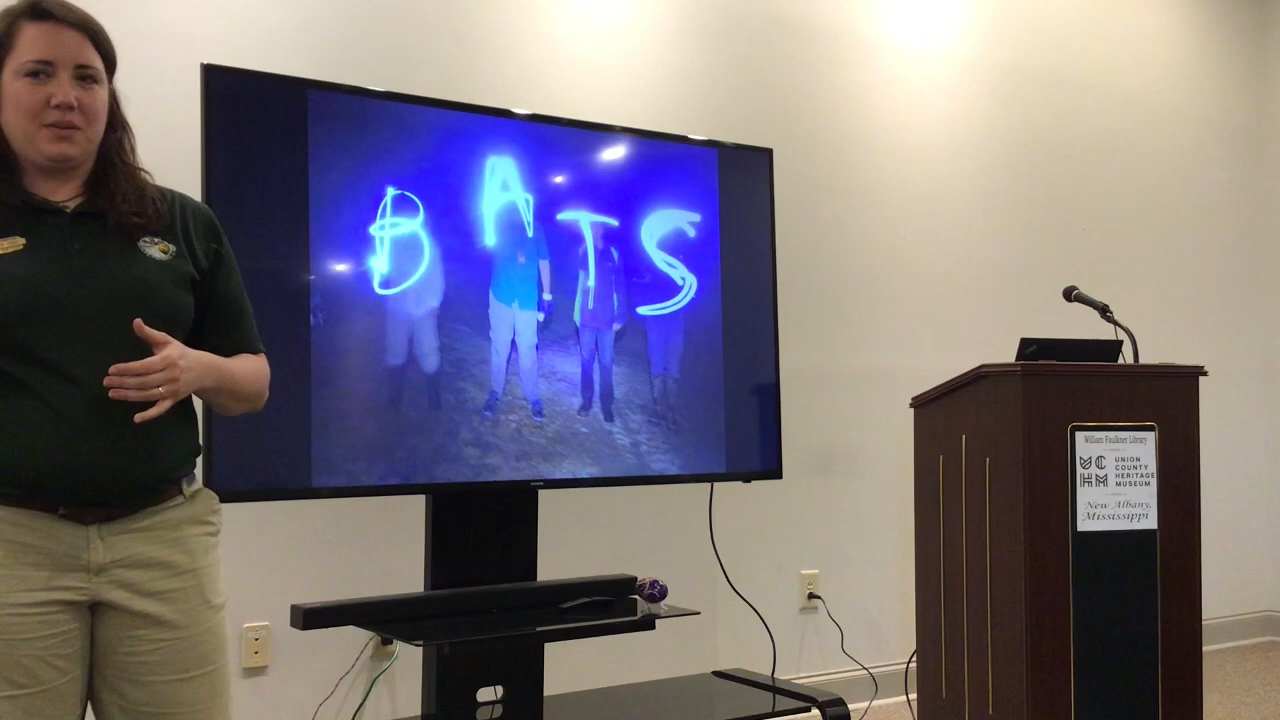 BATS
William Faulkner Library
UCHM
UNION
COUNTY
HERITAGE
MUSEUM
New Albany,
Mississippi